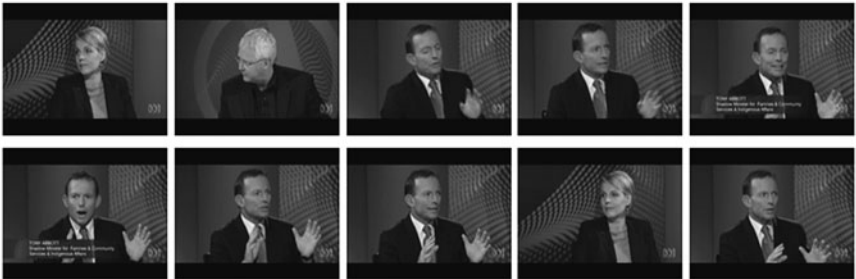 TONY ABBOTT
Shadow Minister for Families & Community
Services & Indigenous Affairs
TONY ABBOTT
Shadow Minister for Families & Community
Services & Indigenous Affairs